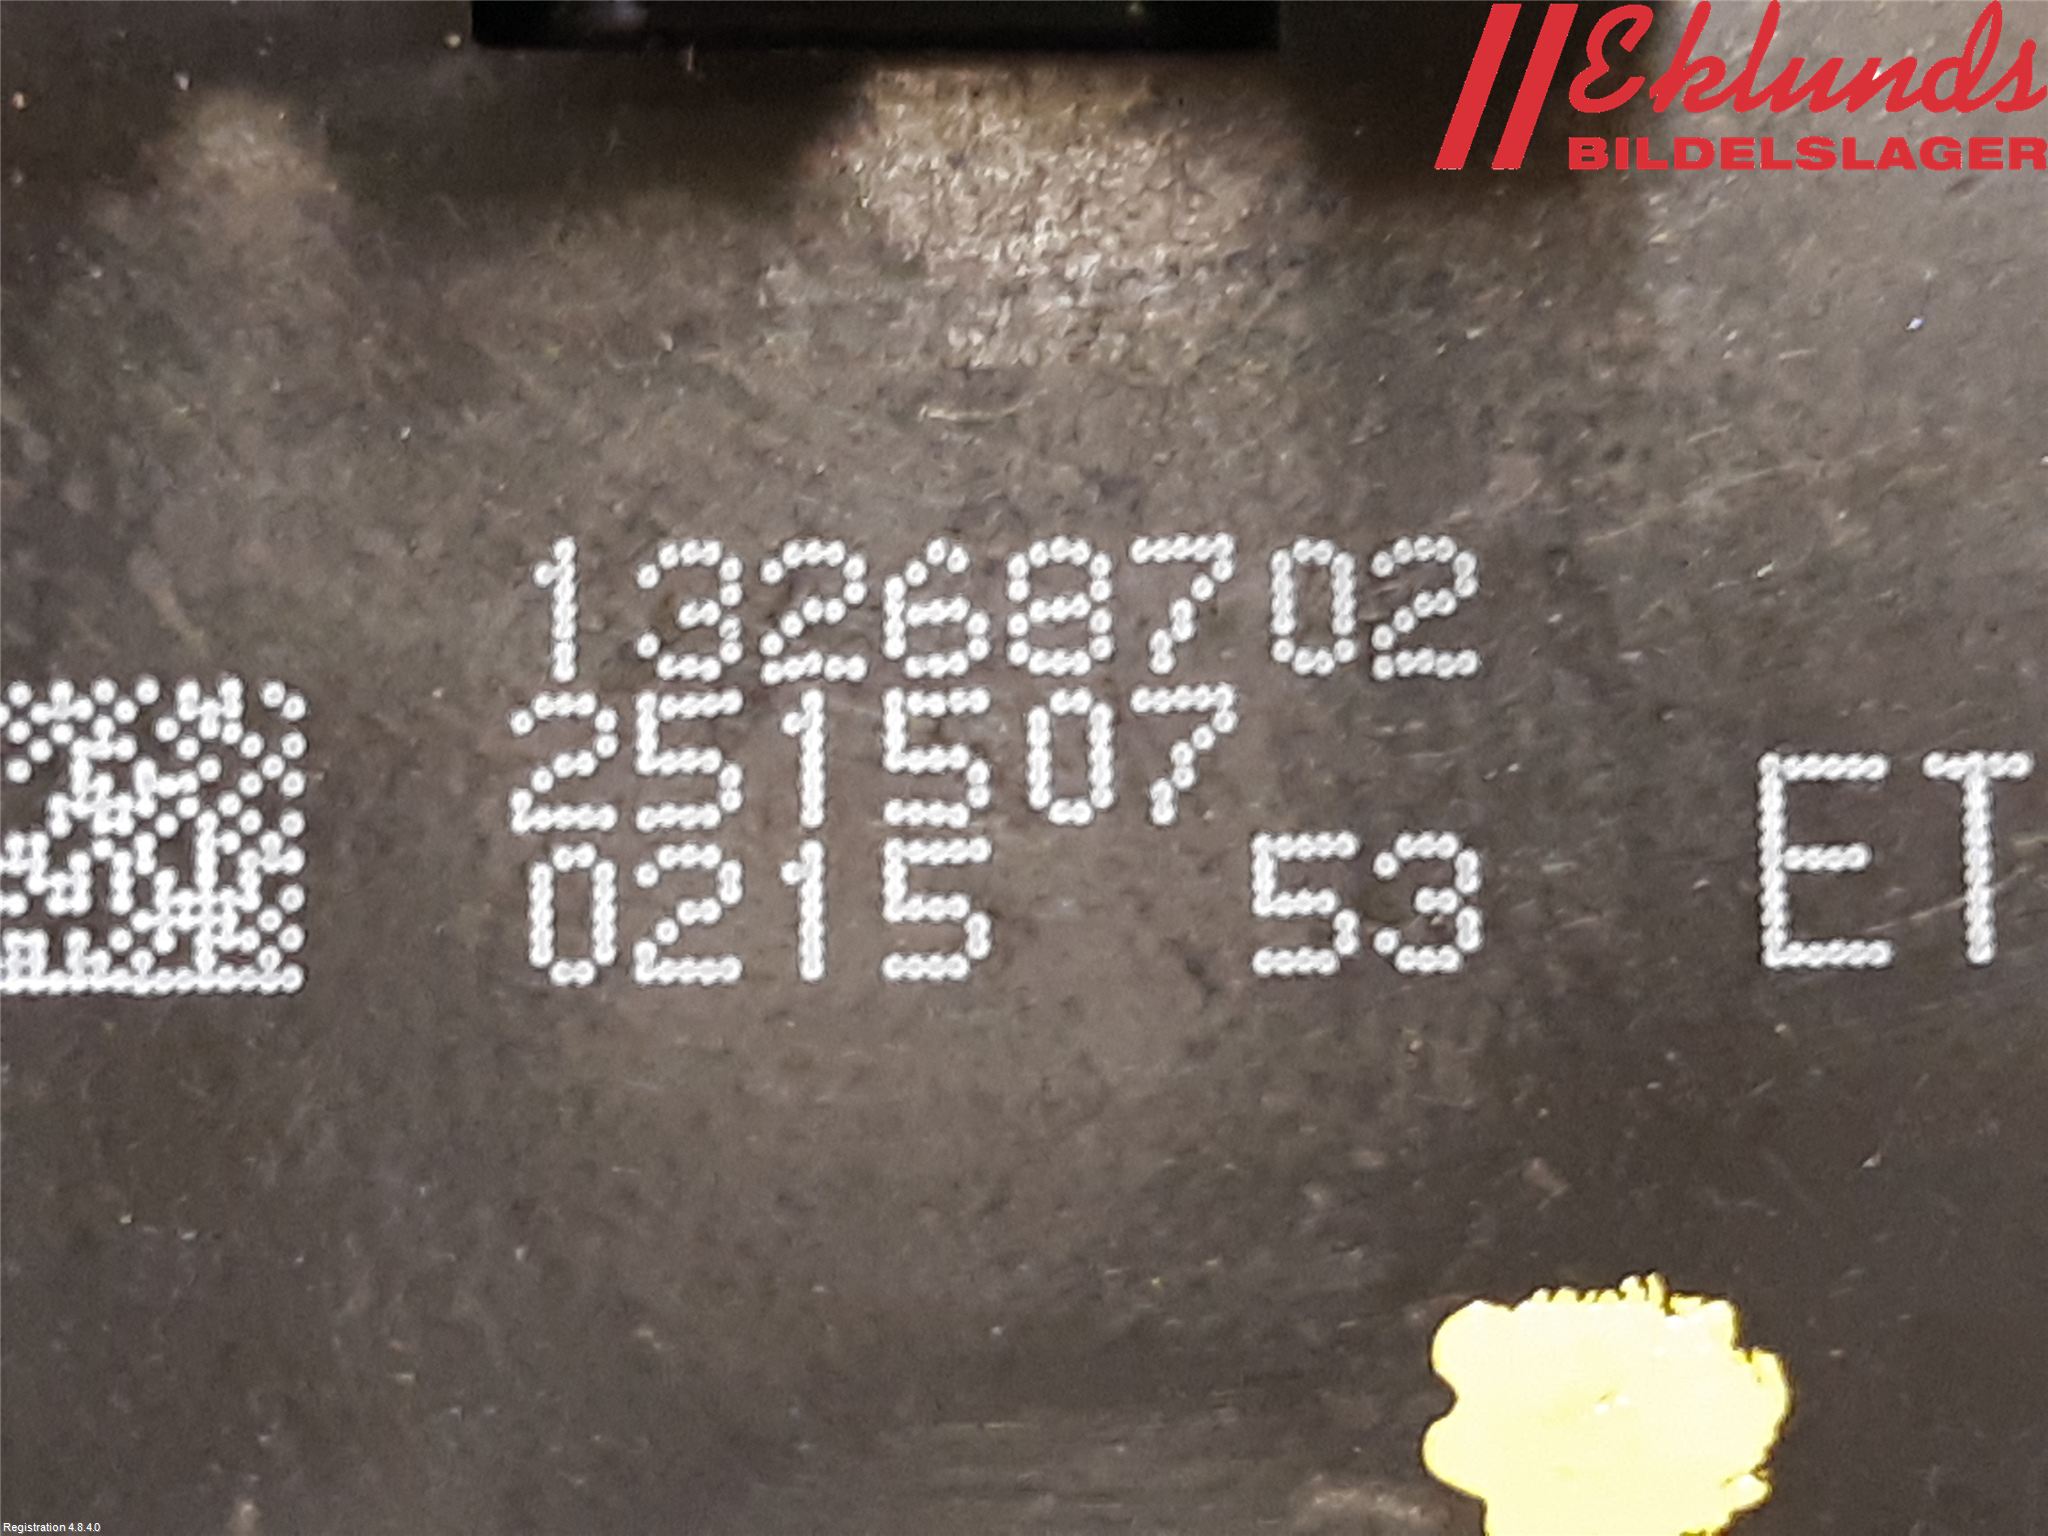 Eklunds
BILDELSLAGER
13268702
251507
0215 53
ET
Registration 4.8.4.0